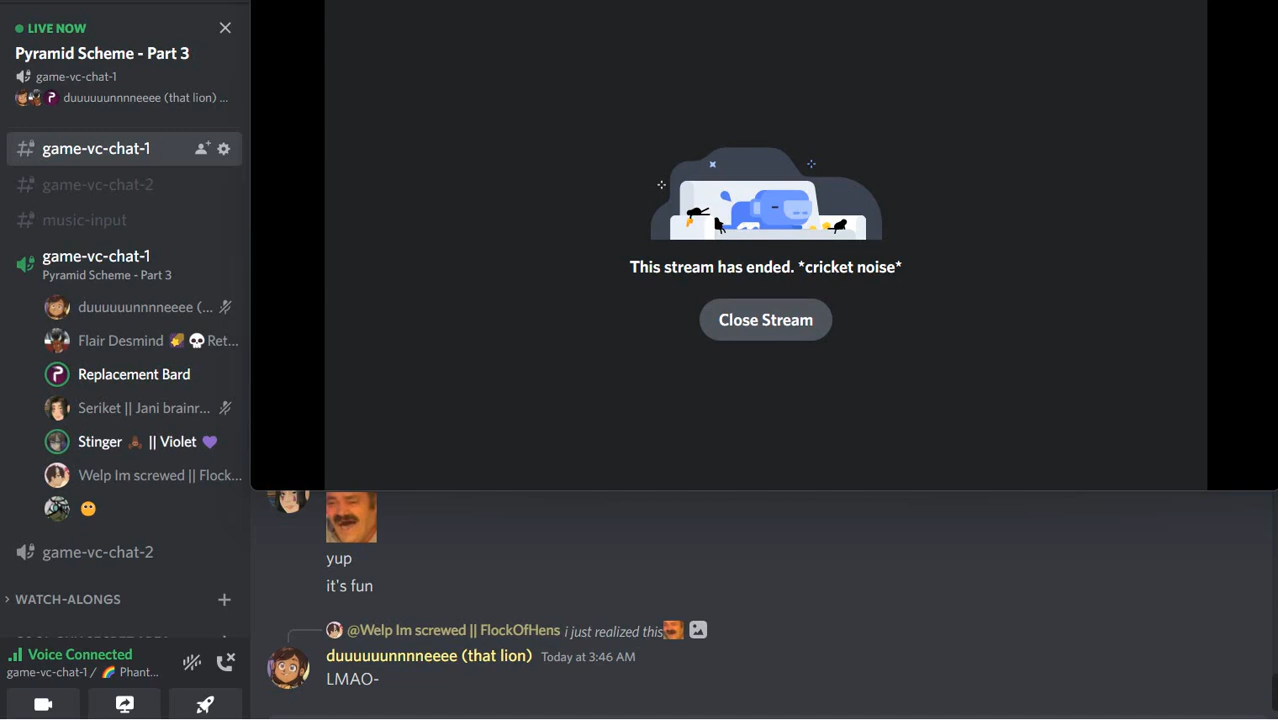 LIVE NOW
Pyramid Scheme - Part 3
game-vc-chat-1
duuuuuunnnneeee (that lion) ...
game-vc-chat-1
game-vc-chat-2
music-input
game-vc-chat-1
Pyramid Scheme - Part 3
duuuuuunnnneeee (...
Flair Desmind 🌠 💀 Ret...
Replacement Bard
Seriket || Jani brainr...
Stinger || Violet 💜
Welp Im screwed || Flock...
game-vc-chat-2
WATCH-ALONGS
Voice Connected
game-vc-chat-1 / 🌈 Phant...
This stream has ended. *cricket noise*
Close Stream
yup
it's fun
@Welp Im screwed || FlockOfHens i just realized this
duuuuuunnnneeee (that lion) Today at 3:46 AM
LMAO-